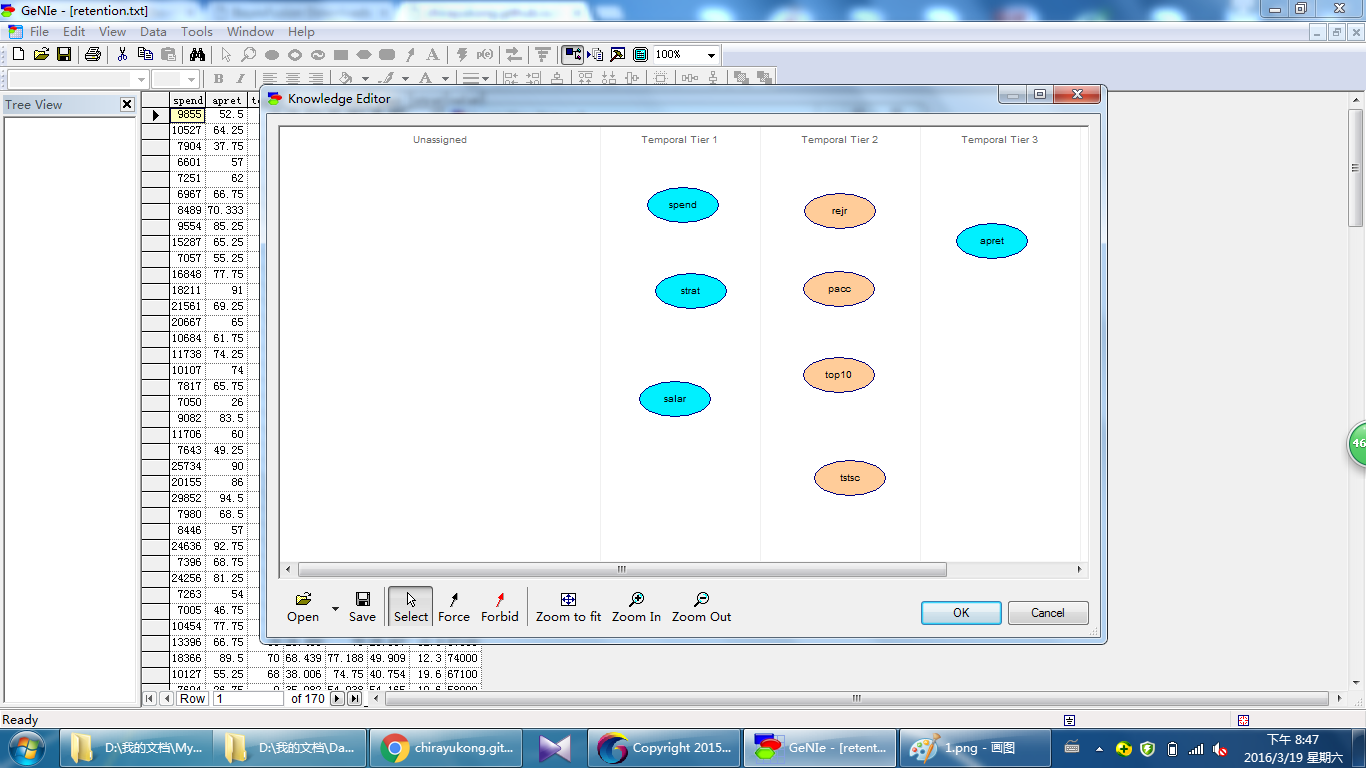 GeNIe - [retention.txt]
File Edit View Data Tools Window Help
100%
Tree View
spend apret
Knowledge Editor
Unassigned Temporal Tier 1 Temporal Tier 2 Temporal Tier 3
spend
rejr
apret
strat
pacc
top10
salar
tstsc
9855 52.5
10527 64.25
7904 37.75
6601 57
7251 62
6967 66.75
8489 70.333
9554 85.25
15287 65.25
7057 55.25
16848 77.75
18211 91
21561 69.25
20667 65
10684 61.75
11738 74.25
10107 74
7817 65.75
7050 26
9082 83.5
11706 60
7643 49.25
25734 90
20155 86
29852 94.5
7980 68.5
8446 57
24636 92.75
7396 68.75
24256 81.25
7263 54
7005 46.75
10454 77.75
13396 66.75
18366 89.5 70 68.439 77.188 49.909 12.3 74000
10127 55.25 68 38.006 74.75 40.754 19.6 67100
Open Save Select Force Forbid Zoom to fit Zoom In Zoom Out OK Cancel
Row 1 of 170
Ready
46
D:\我的文档\My... D:\我的文档\Da... chirayukong.git... Copyright 2015... GeNIe - [retent... 1.png - 画图
下午 8:47
2016/3/19 星期六